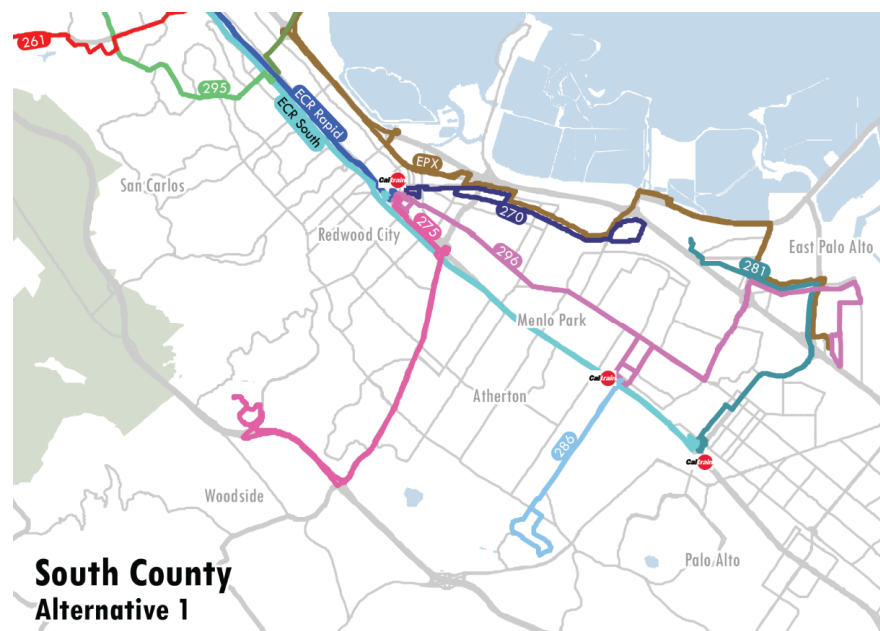 261
295
ECR Rapid
ECR South
EPX
San Carlos
Caltrain
270
275
Redwood City
296
East Palo Alto
281
Menlo Park
Caltrain
Atherton
286
Caltrain
Woodside
Palo Alto
South County
Alternative 1